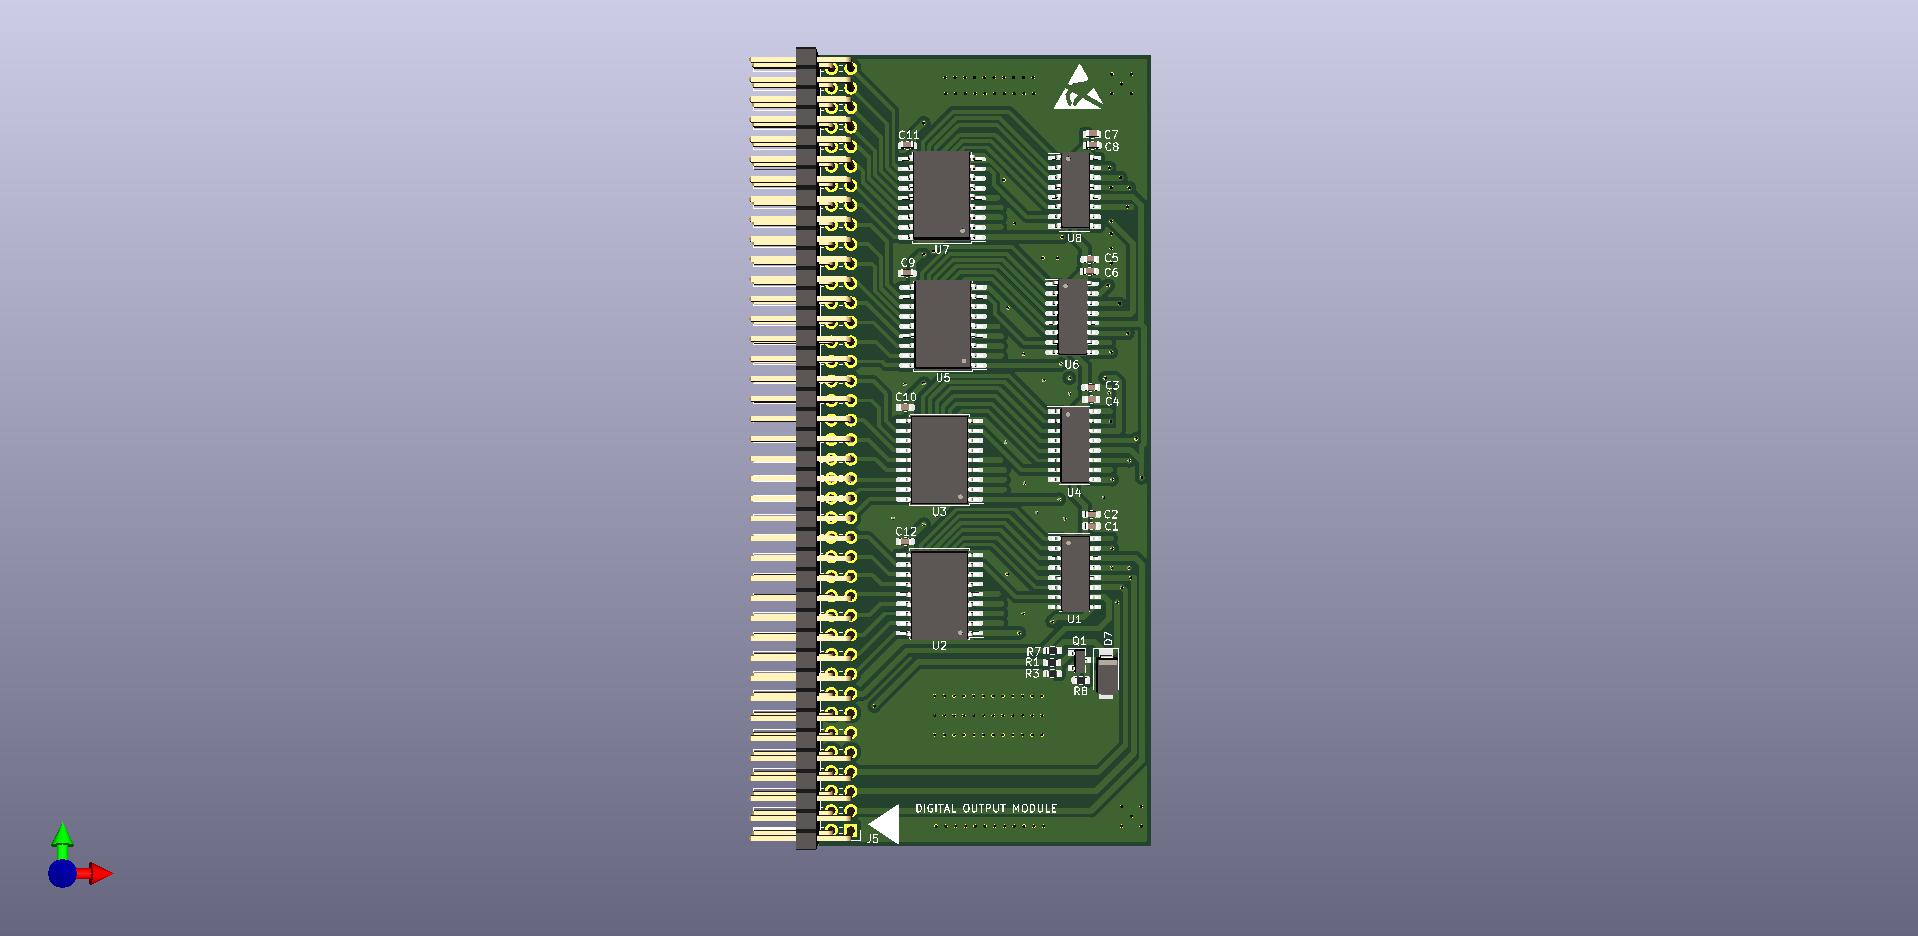 C11
C7
C8
U7
U8
C9
C5
C6
U5
U6
C10
C3
C4
U3
U4
C12
C2
C1
U2
U1
Q1
D7
R7
R1
R3
R8
DIGITAL OUTPUT MODULE
J5